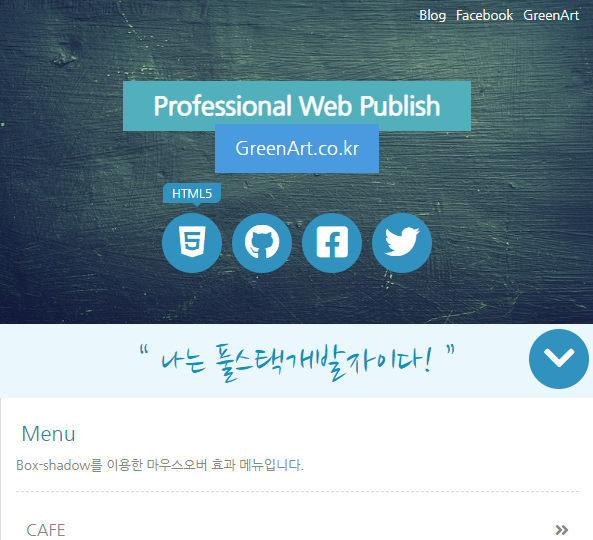 Blog Facebook GreenArt
Professional Web Publish
GreenArt.co.kr
HTML5
“ 나는 풀스택개발자이다! ”
Menu
Box-shadow를 이용한 마우스오버 효과 메뉴입니다.
CAFE